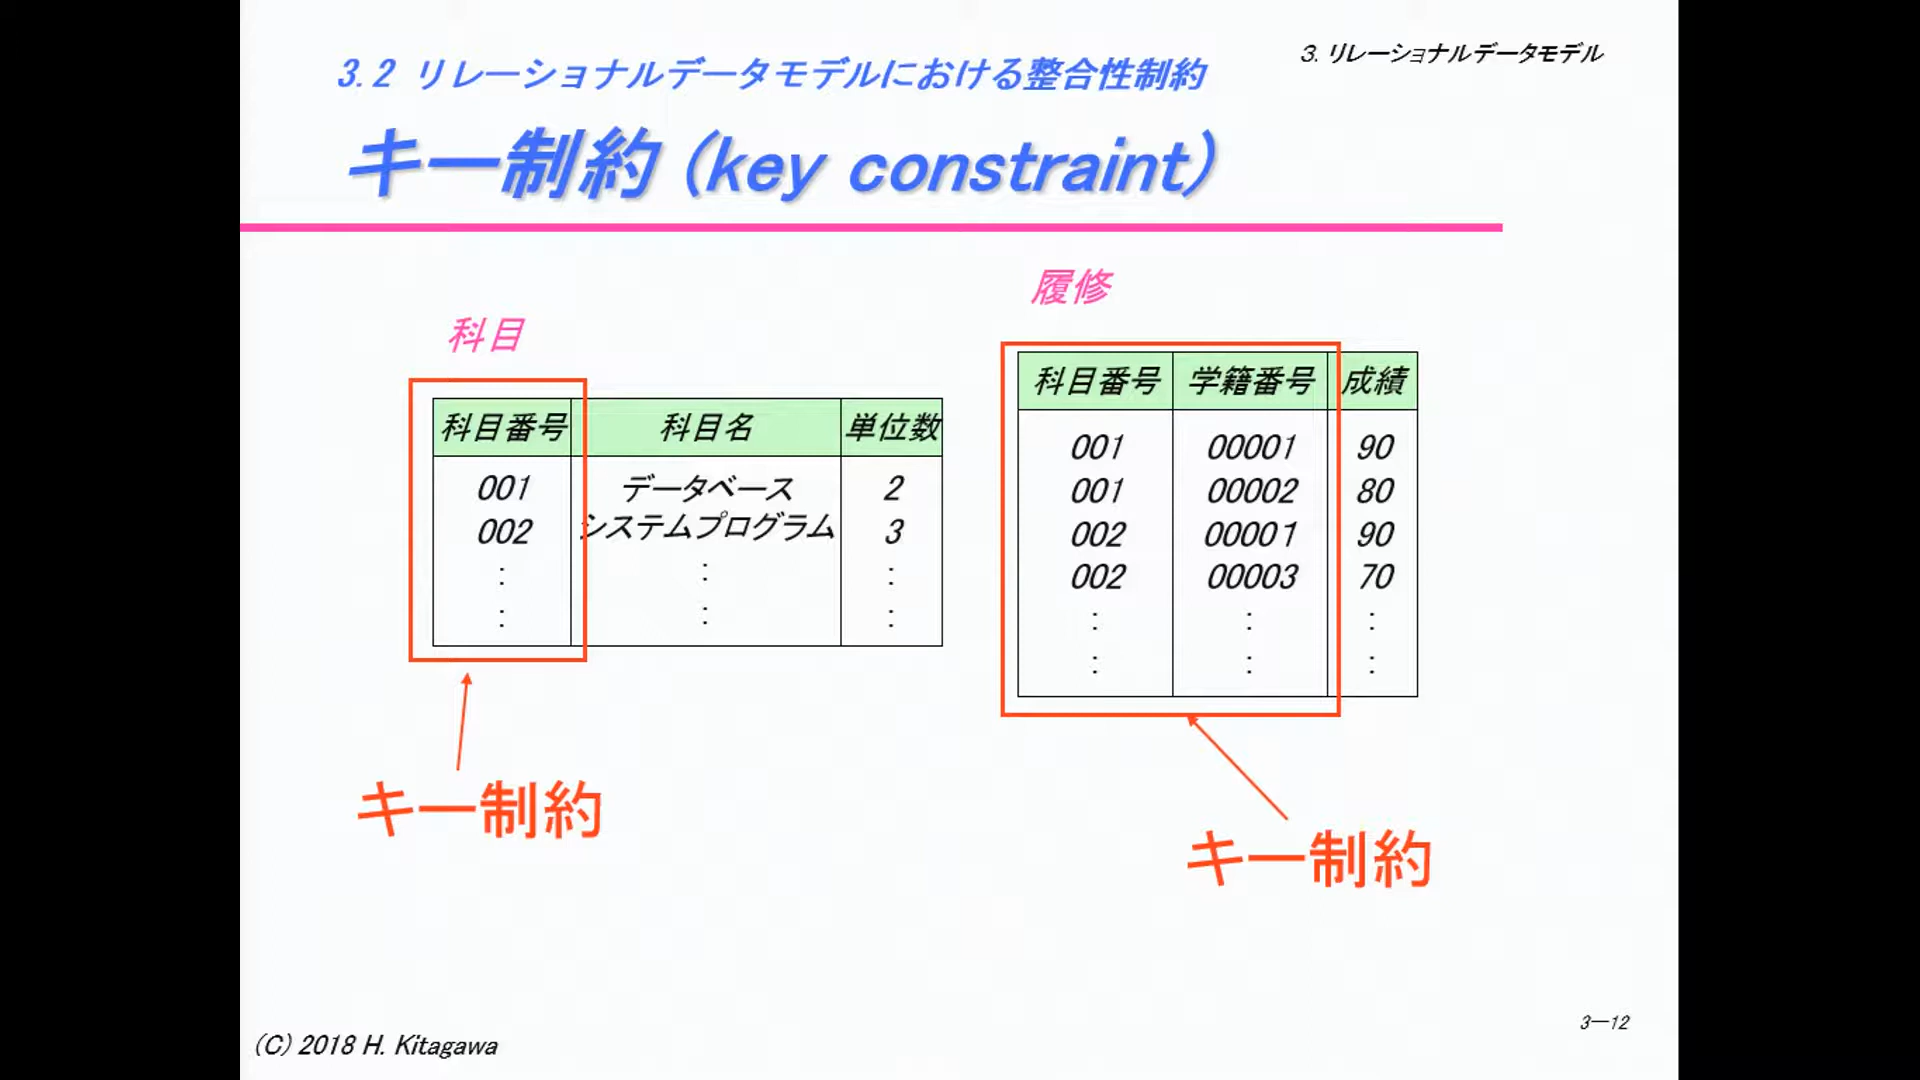 3. リレーショナルデータモデル
3.2 リレーショナルデータモデルにおける整合性制約
キー制約 (key constraint)
科目
科目番号 科目名 単位数
001 データベース 2
002 システムプログラム 3
: : :
: : :
キー制約
履修
科目番号 学籍番号 成績
001 00001 90
001 00002 80
002 00001 90
002 00003 70
: : :
: : :
キー制約
(C) 2018 H. Kitagawa
3—12